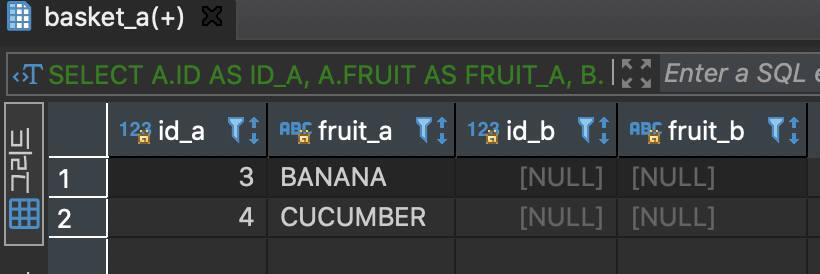 basket_a(+)
SELECT A.ID AS ID_A, A.FRUIT AS FRUIT_A, B. Enter a SQL e
그리드
123 id_a ABC fruit_a 123 id_b ABC fruit_b
1 3 BANANA [NULL] [NULL]
2 4 CUCUMBER [NULL] [NULL]